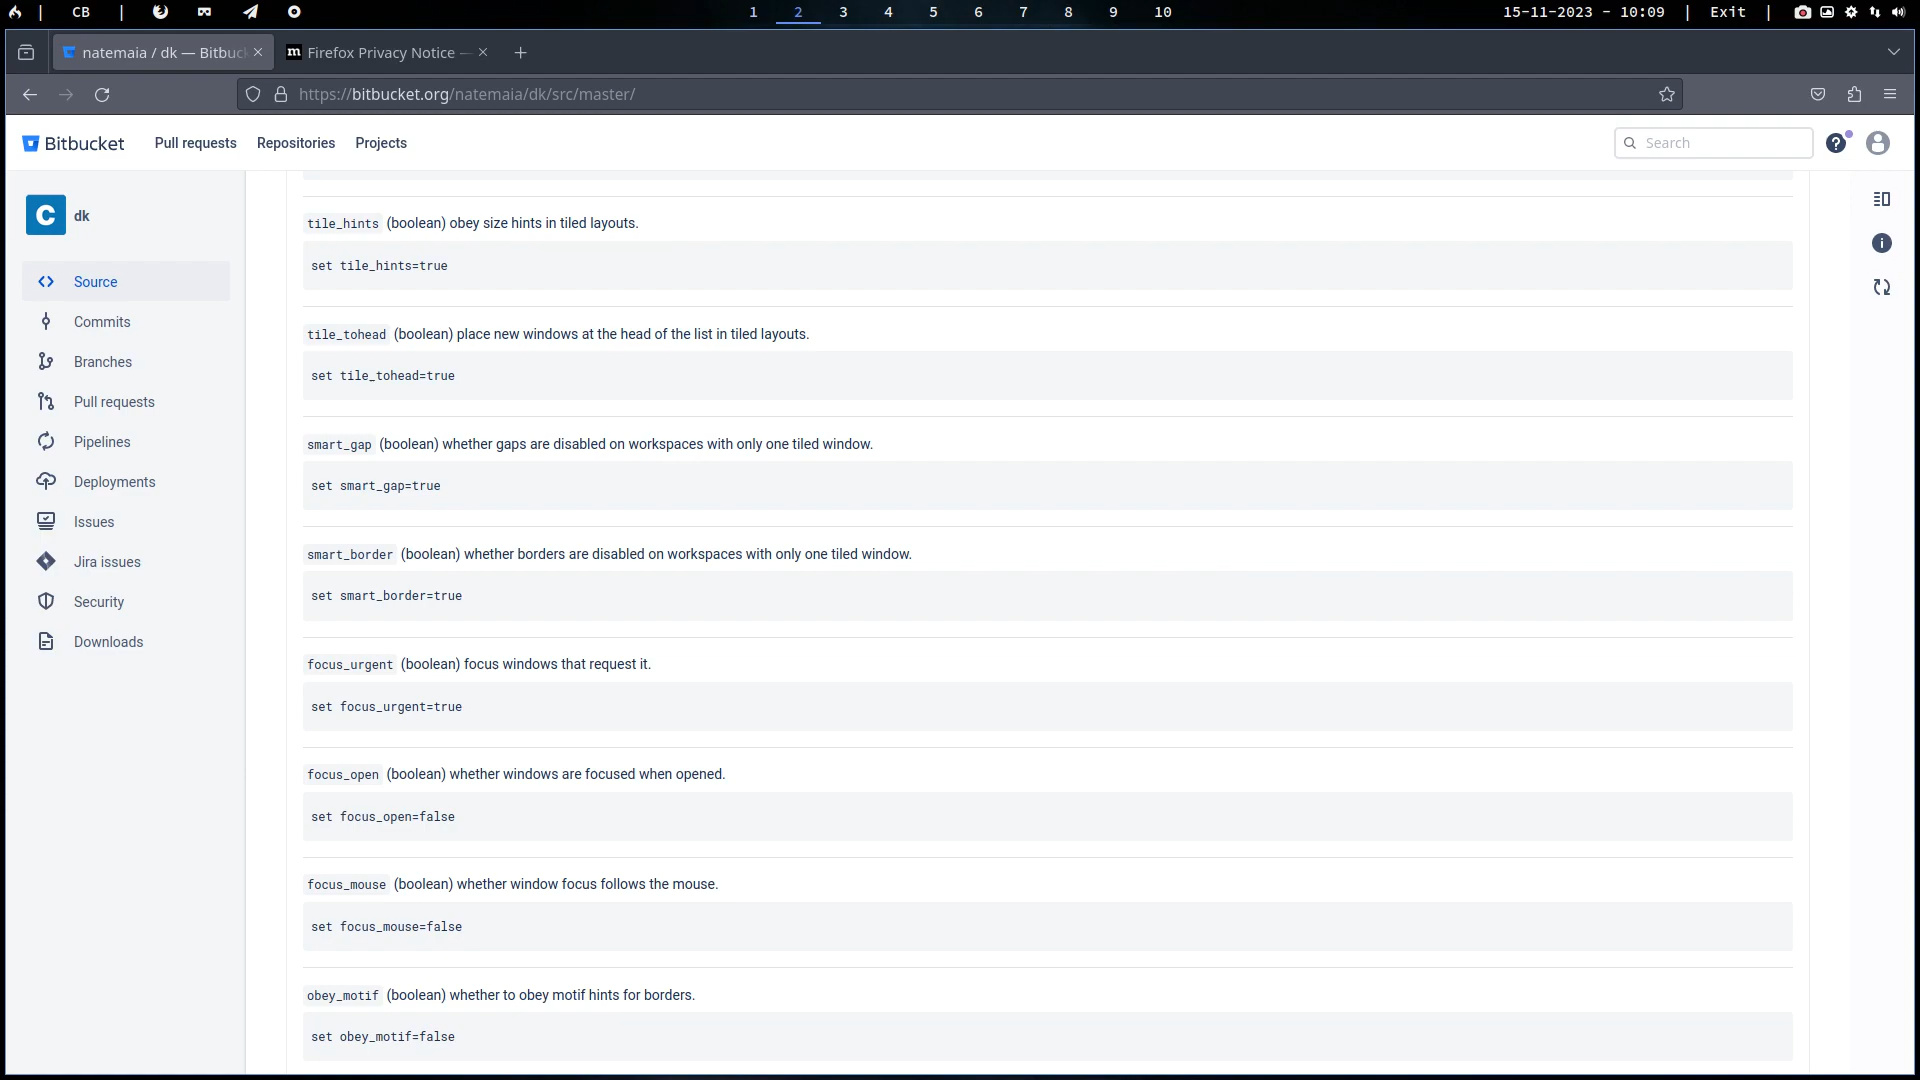 | CB |
1 2 3 4 5 6 7 8 9 10
15-11-2023 - 10:09 | Exit |
natemaia / dk — Bitbuc
Firefox Privacy Notice —
https://bitbucket.org/natemaia/dk/src/master/
Bitbucket
Pull requests
Repositories
Projects
Search
C
dk
Source
Commits
Branches
Pull requests
Pipelines
Deployments
Issues
Jira issues
Security
Downloads
tile_hints (boolean) obey size hints in tiled layouts.
set tile_hints=true
tile_tohead (boolean) place new windows at the head of the list in tiled layouts.
set tile_tohead=true
smart_gap (boolean) whether gaps are disabled on workspaces with only one tiled window.
set smart_gap=true
smart_border (boolean) whether borders are disabled on workspaces with only one tiled window.
set smart_border=true
focus_urgent (boolean) focus windows that request it.
set focus_urgent=true
focus_open (boolean) whether windows are focused when opened.
set focus_open=false
focus_mouse (boolean) whether window focus follows the mouse.
set focus_mouse=false
obey_motif (boolean) whether to obey motif hints for borders.
set obey_motif=false